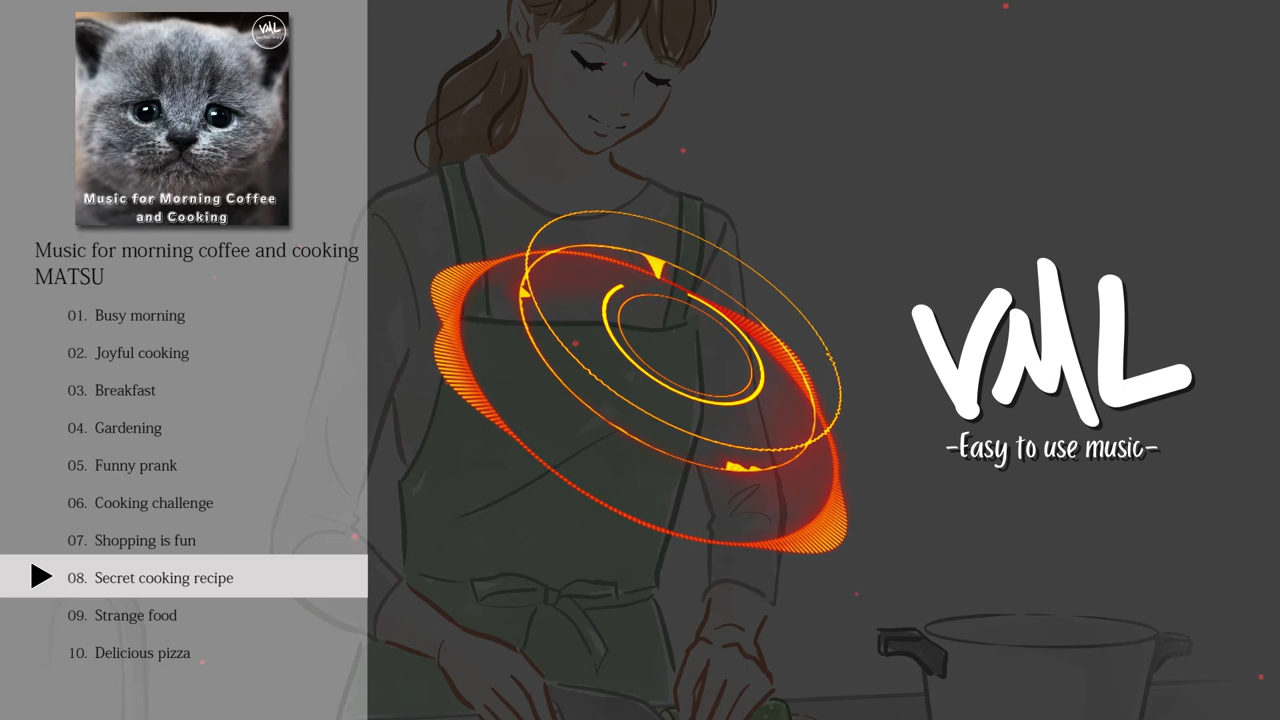 VML
Music for Morning Coffee
and Cooking
Music for morning coffee and cooking
MATSU
01. Busy morning
02. Joyful cooking
03. Breakfast
04. Gardening
05. Funny prank
06. Cooking challenge
07. Shopping is fun
08. Secret cooking recipe
09. Strange food
10. Delicious pizza
VML
-Easy to use music-